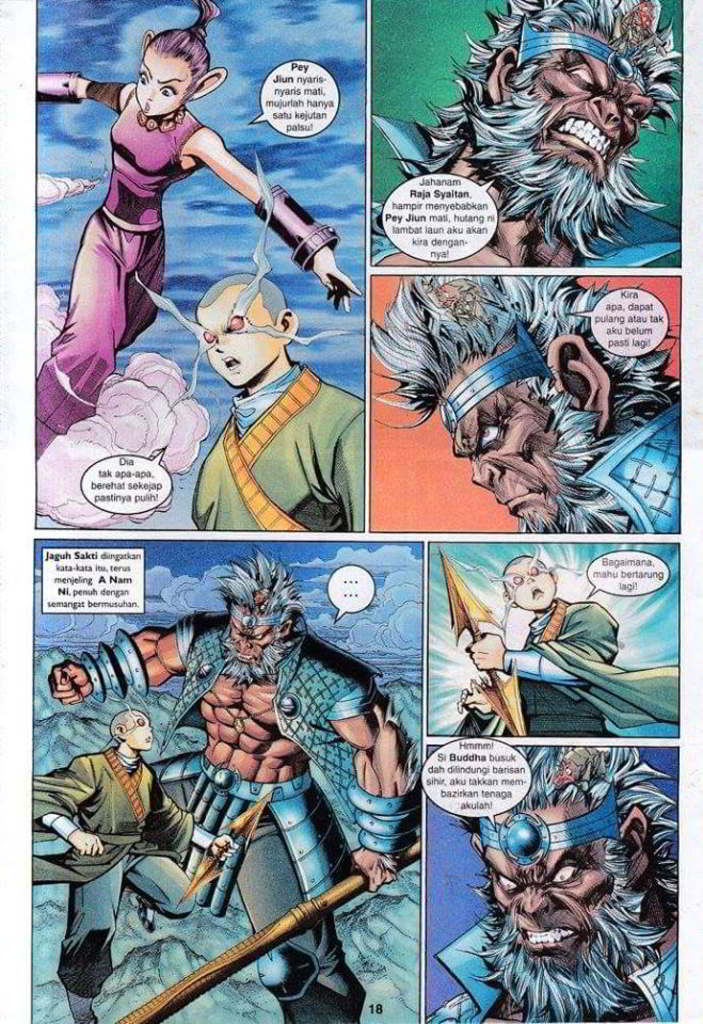 Pey
Jiun nyaris-
nyaris mati,
mujurlah hanya
satu kejutan
palsu!
Dia
tak apa-apa,
berehat sekejap
pastinya pulih!
Jahanam
Raja Syaitan,
hampir menyebabkan
Pey Jiun mati, hutang ni
lambat laun aku akan
kira dengan-
nya!
Kira
apa, dapat
pulang atau tak
aku belum
pasti lagi!
Jaguh Sakti diingatkan
kata-kata itu, terus
menjeling A Nam
Ni, penuh dengan
semangat bermusuhan.
...
...
Bagaimana,
mahu bertarung
lagi!
Hmmm!
Si Buddha busuk
dah dilindungi barisan
sihir, aku takkan mem-
bazirkan tenaga
akulah!
18